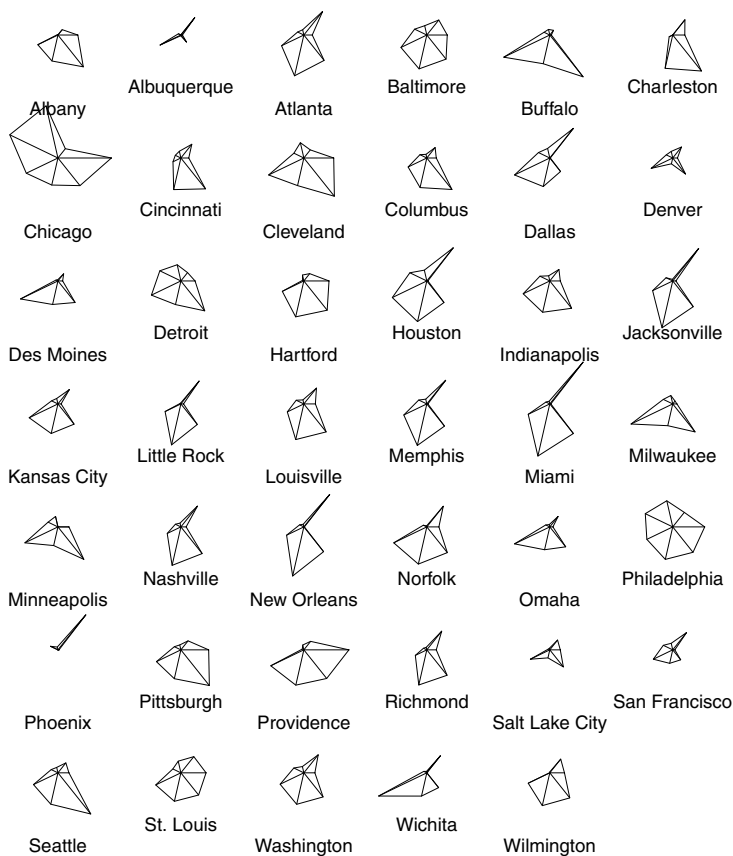 Albany
Albuquerque
Atlanta
Baltimore
Buffalo
Charleston
Chicago
Cincinnati
Cleveland
Columbus
Dallas
Denver
Des Moines
Detroit
Hartford
Houston
Indianapolis
Jacksonville
Kansas City
Little Rock
Louisville
Memphis
Miami
Milwaukee
Minneapolis
Nashville
New Orleans
Norfolk
Omaha
Philadelphia
Phoenix
Pittsburgh
Providence
Richmond
Salt Lake City
San Francisco
Seattle
St. Louis
Washington
Wichita
Wilmington